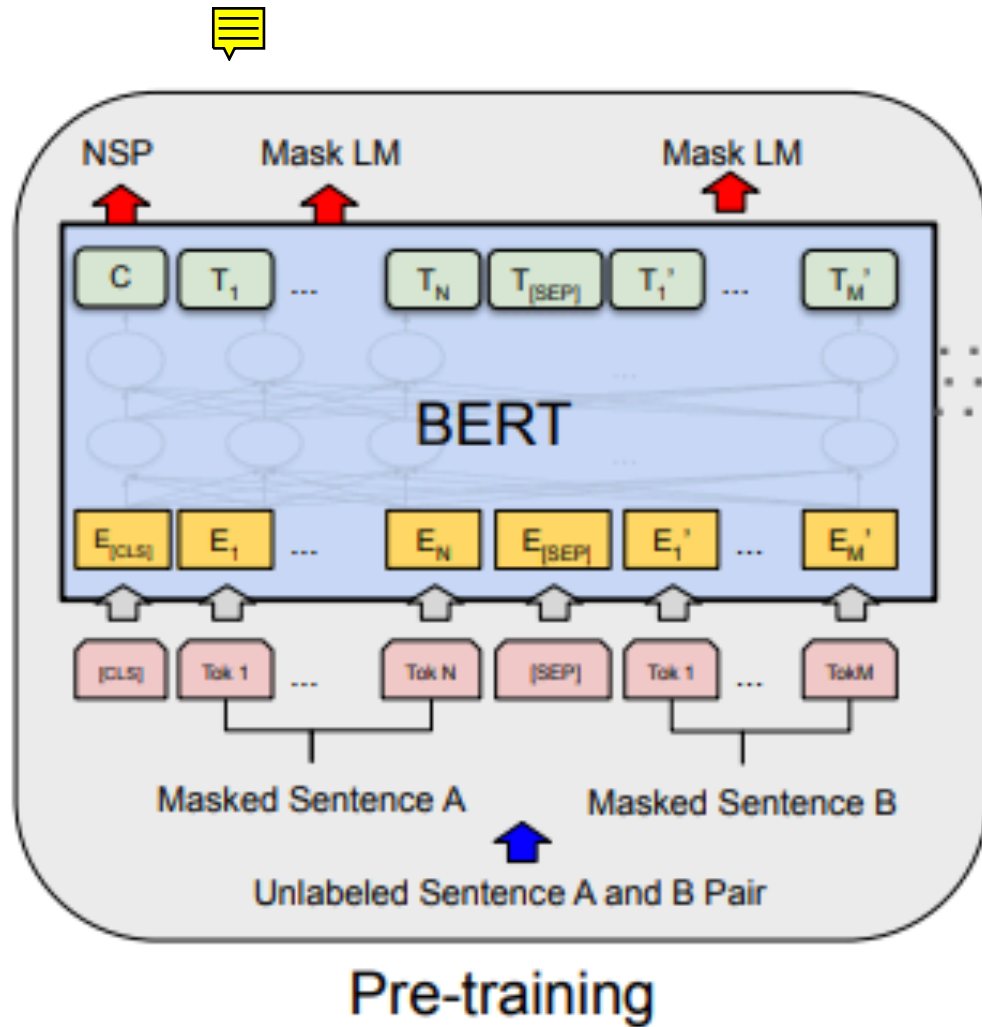 NSP Mask LM Mask LM
C T1 ... TN T[SEP] T1' ... TM'
...
BERT
...
E[CLS] E1 ... EN E[SEP] E1' ... EM'
[CLS] Tok 1 ... Tok N [SEP] Tok 1 ... TokM
Masked Sentence A Masked Sentence B
Unlabeled Sentence A and B Pair
Pre-training